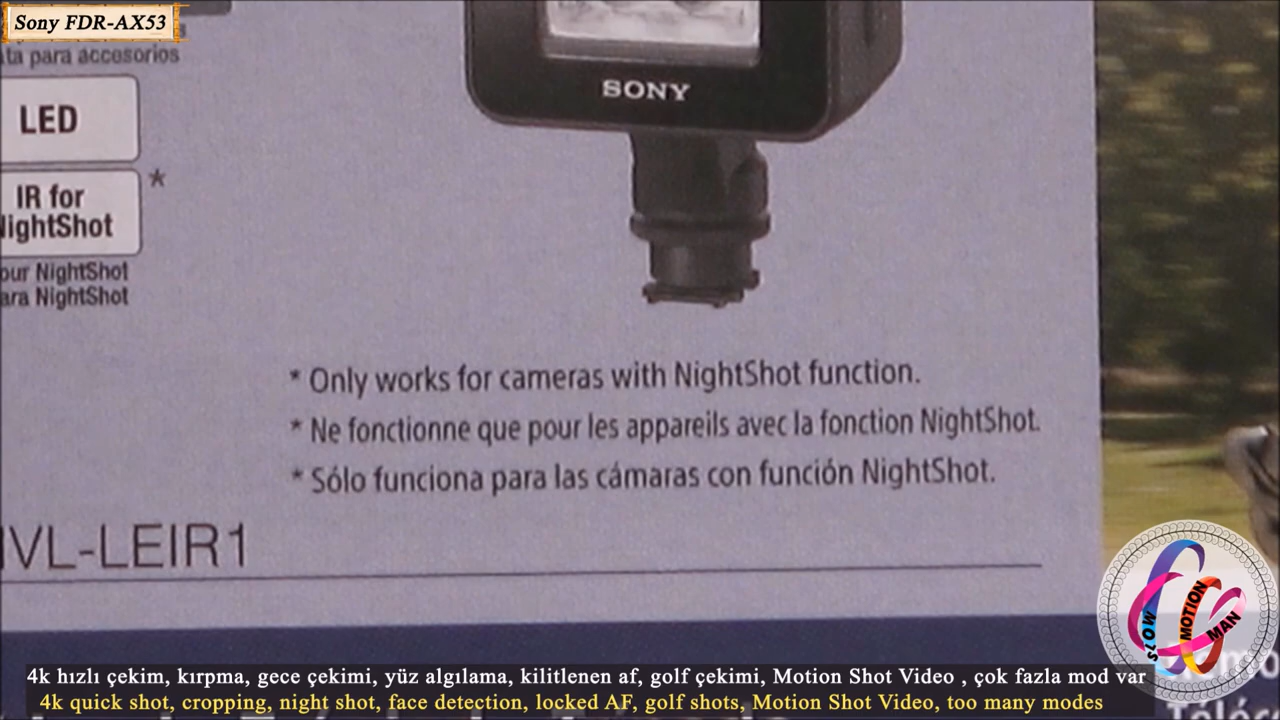 Sony FDR-AX53
para accesorios
SONY
LED
IR for
NightShot
*
NightShot
NightShot
* Only works for cameras with NightShot function.
* Ne fonctionne que pour les appareils avec la fonction NightShot.
* Sólo funciona para las cámaras con función NightShot.
VL-LEIR1
SLOW MOTION MAN
4k hızlı çekim, kırpma, gece çekimi, yüz algılama, kilitlenen af, golf çekimi, Motion Shot Video , çok fazla mod var
4k quick shot, cropping, night shot, face detection, locked AF, golf shots, Motion Shot Video, too many modes